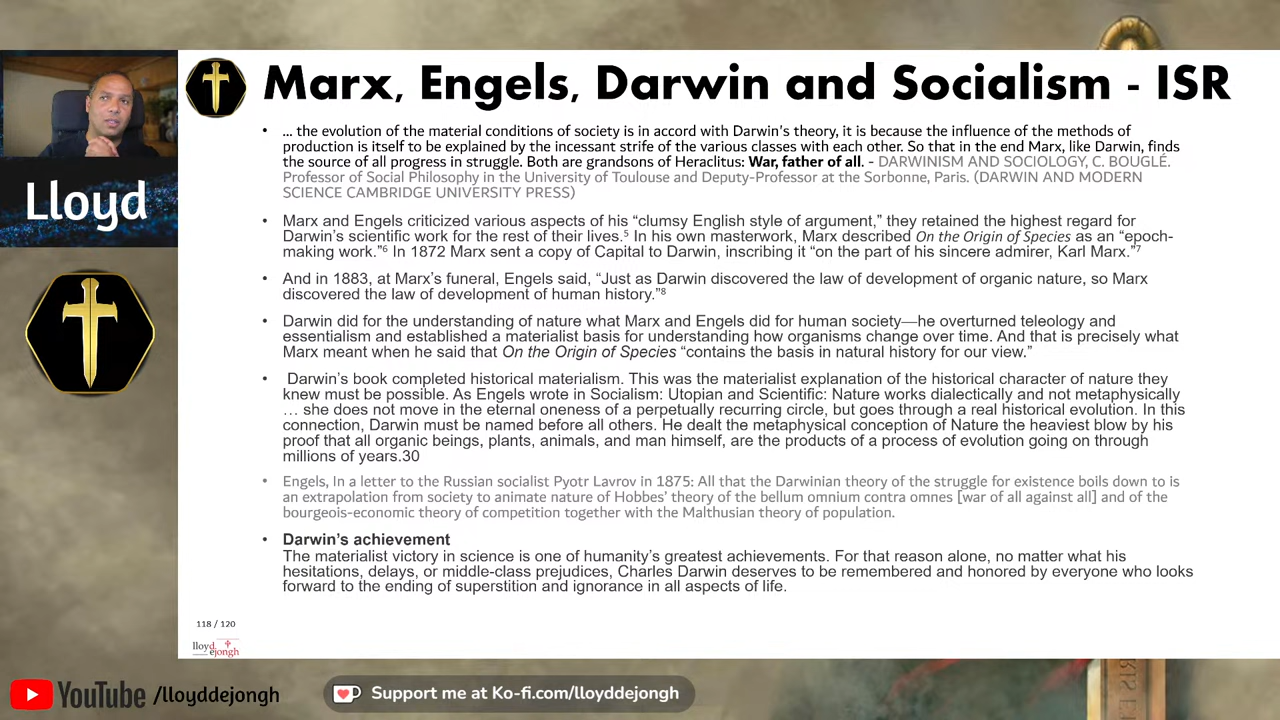 Marx, Engels, Darwin and Socialism - ISR
• ... the evolution of the material conditions of society is in accord with Darwin's theory, it is because the influence of the methods of
production is itself to be explained by the incessant strife of the various classes with each other. So that in the end Marx, like Darwin, finds
the source of all progress in struggle. Both are grandsons of Heraclitus: War, father of all. - DARWINISM AND SOCIOLOGY, C. BOUGLÉ.
Professor of Social Philosophy in the University of Toulouse and Deputy-Professor at the Sorbonne, Paris. (DARWIN AND MODERN
SCIENCE CAMBRIDGE UNIVERSITY PRESS)
• Marx and Engels criticized various aspects of his “clumsy English style of argument,” they retained the highest regard for
Darwin’s scientific work for the rest of their lives.⁵ In his own masterwork, Marx described On the Origin of Species as an “epoch-
making work.”⁶ In 1872 Marx sent a copy of Capital to Darwin, inscribing it “on the part of his sincere admirer, Karl Marx.”⁷
• And in 1883, at Marx’s funeral, Engels said, “Just as Darwin discovered the law of development of organic nature, so Marx
discovered the law of development of human history.”⁸
• Darwin did for the understanding of nature what Marx and Engels did for human society—he overturned teleology and
essentialism and established a materialist basis for understanding how organisms change over time. And that is precisely what
Marx meant when he said that On the Origin of Species “contains the basis in natural history for our view.”
• Darwin’s book completed historical materialism. This was the materialist explanation of the historical character of nature they
knew must be possible. As Engels wrote in Socialism: Utopian and Scientific: Nature works dialectically and not metaphysically
… she does not move in the eternal oneness of a perpetually recurring circle, but goes through a real historical evolution. In this
connection, Darwin must be named before all others. He dealt the metaphysical conception of Nature the heaviest blow by his
proof that all organic beings, plants, animals, and man himself, are the products of a process of evolution going on through
millions of years.30
• Engels, In a letter to the Russian socialist Pyotr Lavrov in 1875: All that the Darwinian theory of the struggle for existence boils down to is
an extrapolation from society to animate nature of Hobbes’ theory of the bellum omnium contra omnes [war of all against all] and of the
bourgeois-economic theory of competition together with the Malthusian theory of population.
• Darwin’s achievement
The materialist victory in science is one of humanity’s greatest achievements. For that reason alone, no matter what his
hesitations, delays, or middle-class prejudices, Charles Darwin deserves to be remembered and honored by everyone who looks
forward to the ending of superstition and ignorance in all aspects of life.
118 / 120
lloyd
ejongh
Lloyd
YouTube /lloyddejongh
Support me at Ko-fi.com/lloyddejongh